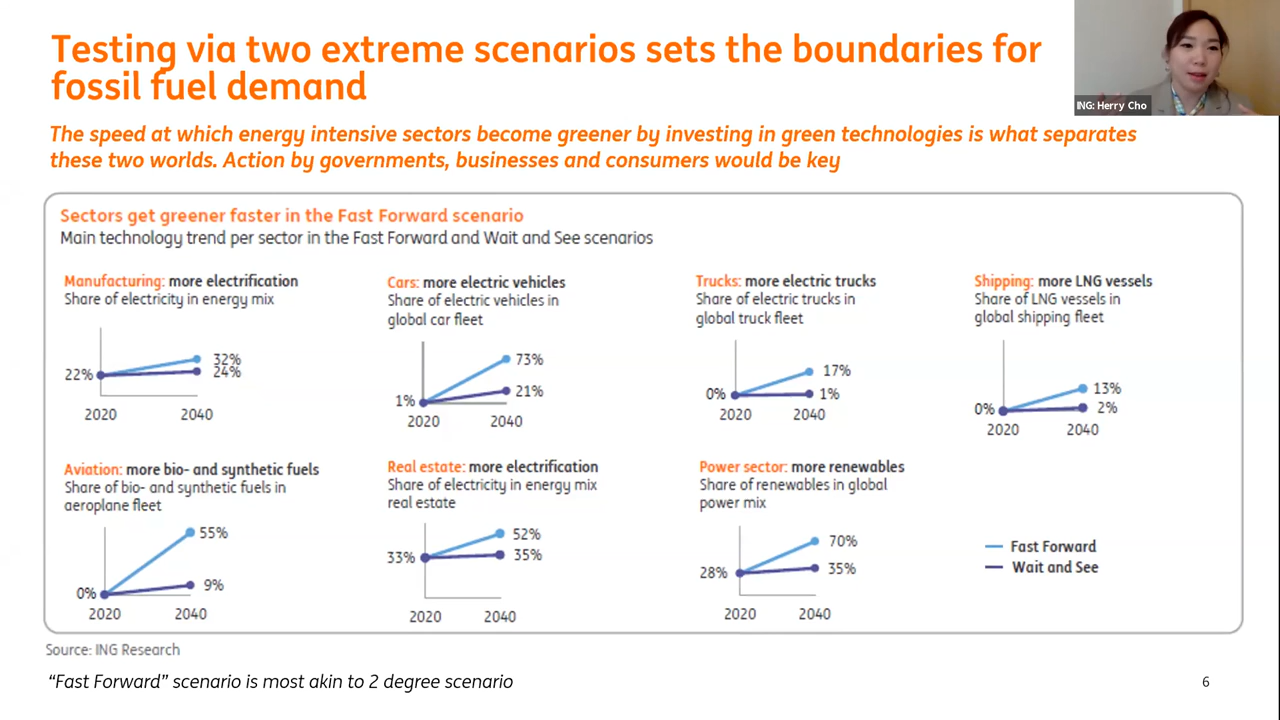 Testing via two extreme scenarios sets the boundaries for
fossil fuel demand
ING: Herry Cho
The speed at which energy intensive sectors become greener by investing in green technologies is what separates
these two worlds. Action by governments, businesses and consumers would be key
Sectors get greener faster in the Fast Forward scenario
Main technology trend per sector in the Fast Forward and Wait and See scenarios
Manufacturing: more electrification
Share of electricity in energy mix
32%
24%
22%
2020 2040
Cars: more electric vehicles
Share of electric vehicles in
global car fleet
73%
21%
1%
2020 2040
Trucks: more electric trucks
Share of electric trucks in
global truck fleet
17%
0%
1%
2020 2040
Shipping: more LNG vessels
Share of LNG vessels in
global shipping fleet
13%
0%
2%
2020 2040
Aviation: more bio- and synthetic fuels
Share of bio- and synthetic fuels in
aeroplane fleet
55%
9%
0%
2020 2040
Real estate: more electrification
Share of electricity in energy mix
real estate
52%
33%
35%
2020 2040
Power sector: more renewables
Share of renewables in global
power mix
70%
28%
35%
2020 2040
Fast Forward
Wait and See
Source: ING Research
“Fast Forward” scenario is most akin to 2 degree scenario
6